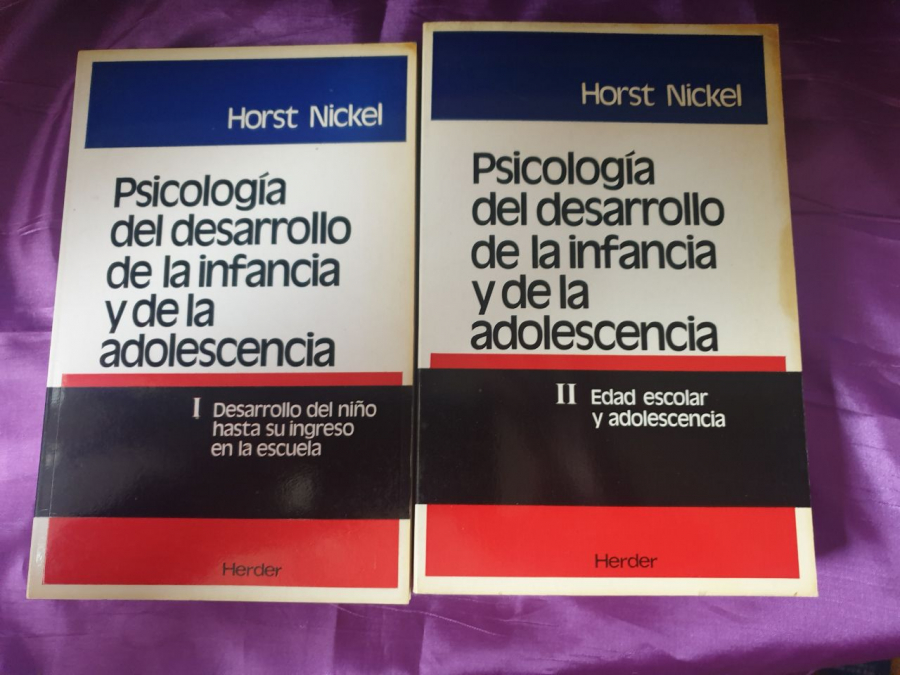 Horst Nickel
Psicología
del desarrollo
de la infancia
y de la
adolescencia
I Desarrollo del niño
hasta su ingreso
en la escuela
Herder
Horst Nickel
Psicología
del desarrollo
de la infancia
y de la
adolescencia
II Edad escolar
y adolescencia
Herder